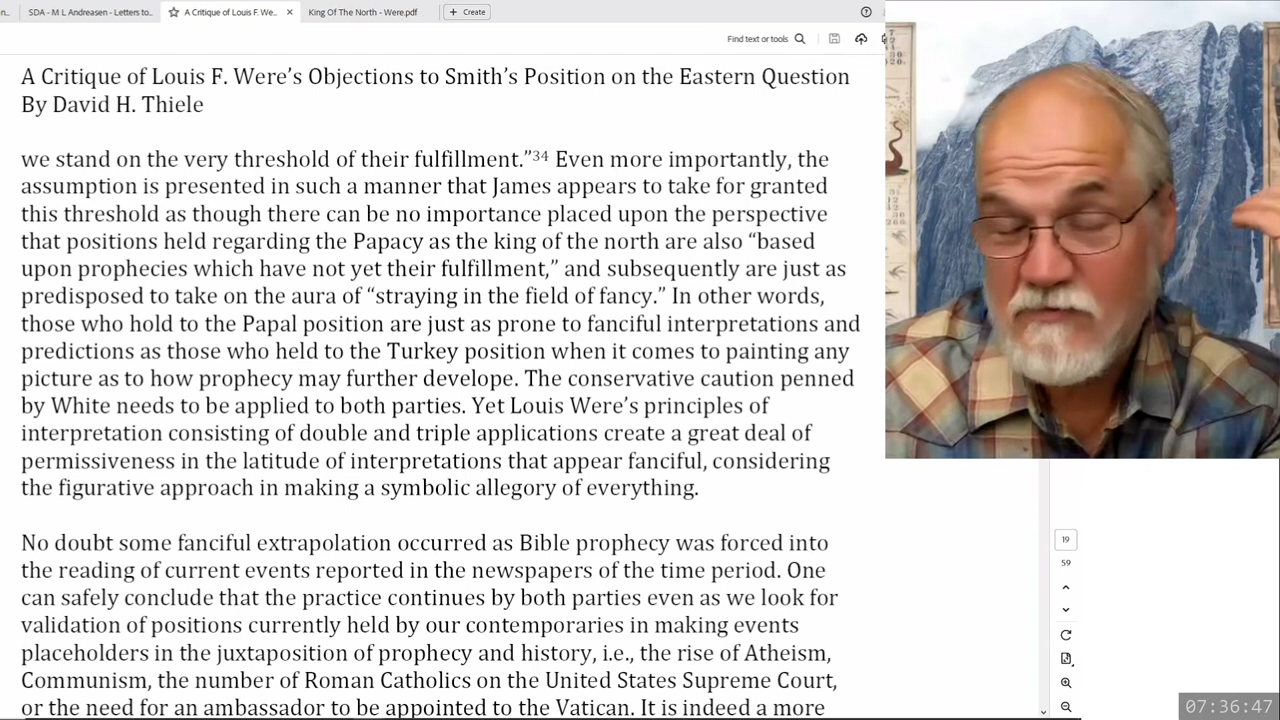 SDA - M L Andreasen - Letters to...
A Critique of Louis F. We...
King Of The North - Were.pdf
Create
Find text or tools
A Critique of Louis F. Were’s Objections to Smith’s Position on the Eastern Question
By David H. Thiele
we stand on the very threshold of their fulfillment.”34 Even more importantly, the
assumption is presented in such a manner that James appears to take for granted
this threshold as though there can be no importance placed upon the perspective
that positions held regarding the Papacy as the king of the north are also “based
upon prophecies which have not yet their fulfillment,” and subsequently are just as
predisposed to take on the aura of “straying in the field of fancy.” In other words,
those who hold to the Papal position are just as prone to fanciful interpretations and
predictions as those who held to the Turkey position when it comes to painting any
picture as to how prophecy may further develope. The conservative caution penned
by White needs to be applied to both parties. Yet Louis Were’s principles of
interpretation consisting of double and triple applications create a great deal of
permissiveness in the latitude of interpretations that appear fanciful, considering
the figurative approach in making a symbolic allegory of everything.
No doubt some fanciful extrapolation occurred as Bible prophecy was forced into
the reading of current events reported in the newspapers of the time period. One
can safely conclude that the practice continues by both parties even as we look for
validation of positions currently held by our contemporaries in making events
placeholders in the juxtaposition of prophecy and history, i.e., the rise of Atheism,
Communism, the number of Roman Catholics on the United States Supreme Court,
or the need for an ambassador to be appointed to the Vatican. It is indeed a more
19
59
07:36:47